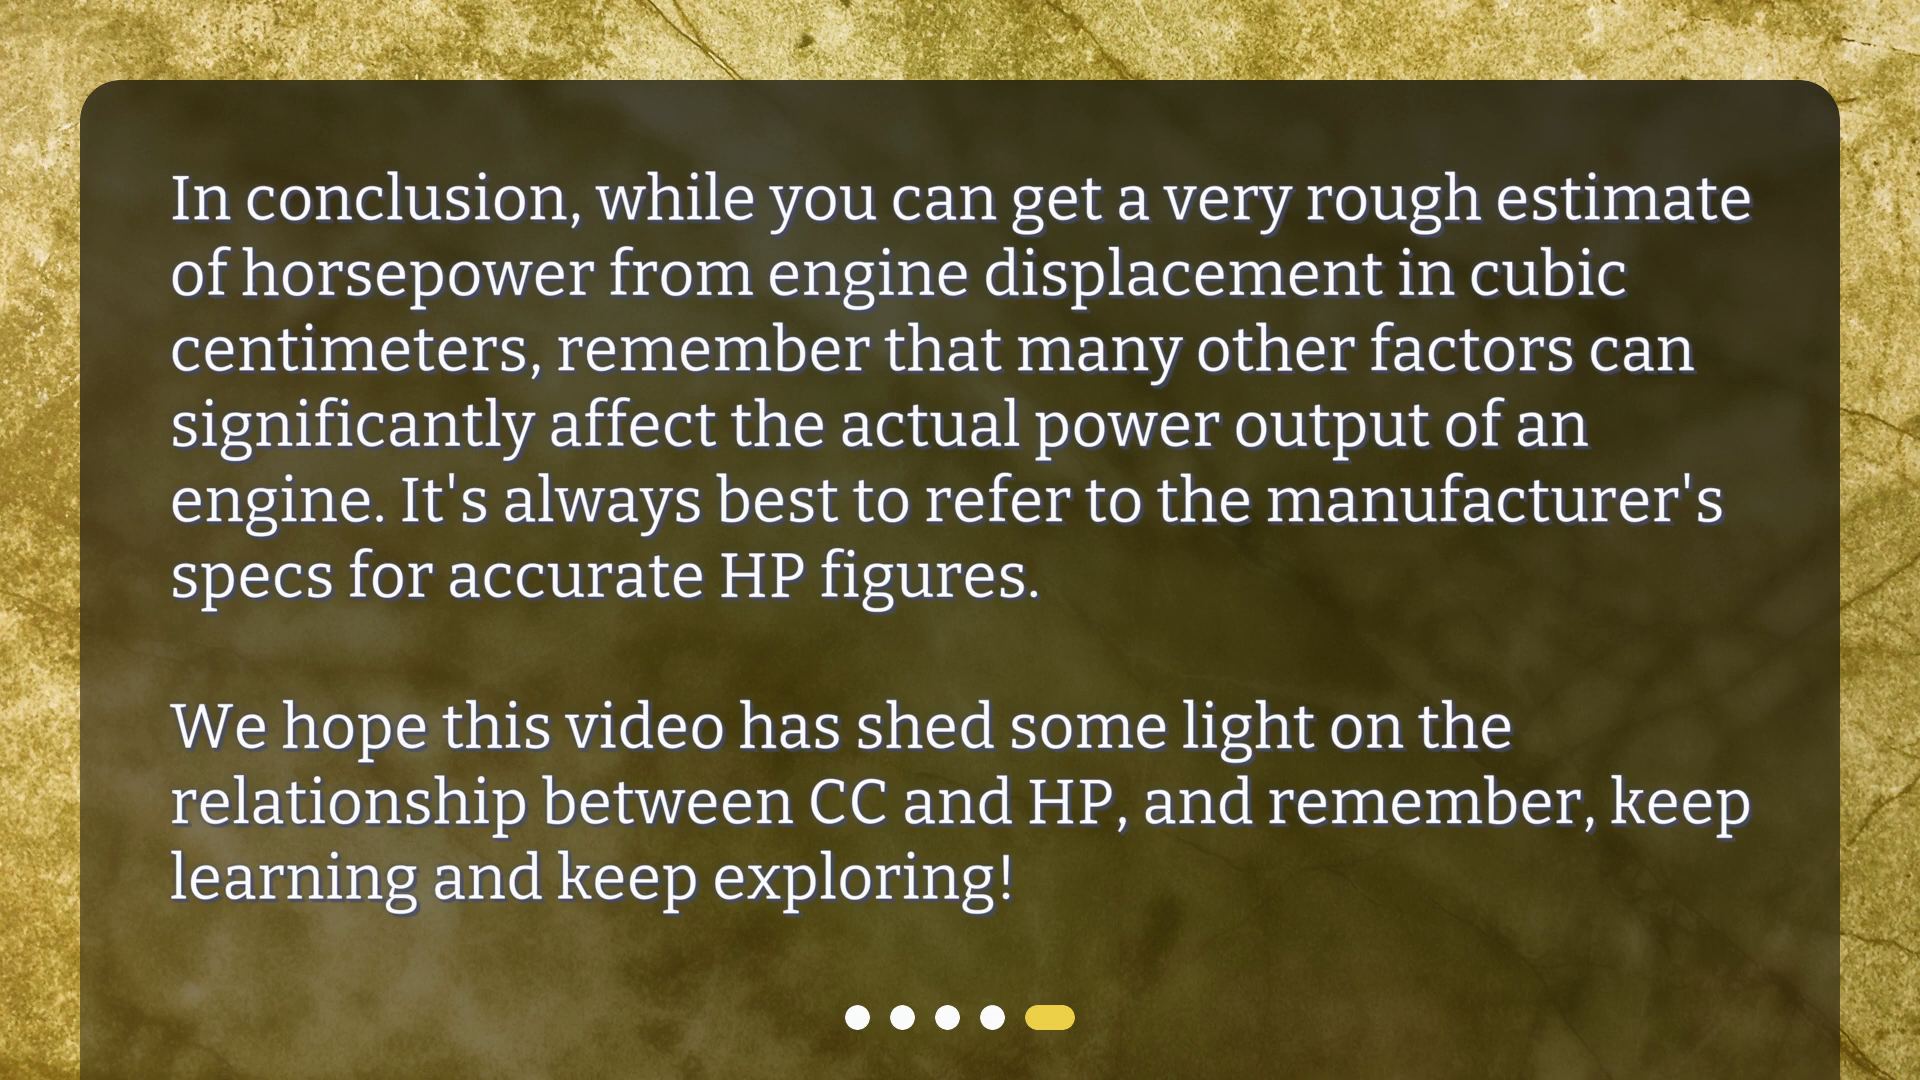 In conclusion, while you can get a very rough estimate
of horsepower from engine displacement in cubic
centimeters, remember that many other factors can
significantly affect the actual power output of an
engine. It's always best to refer to the manufacturer's
specs for accurate HP figures.
We hope this video has shed some light on the
relationship between CC and HP, and remember, keep
learning and keep exploring!